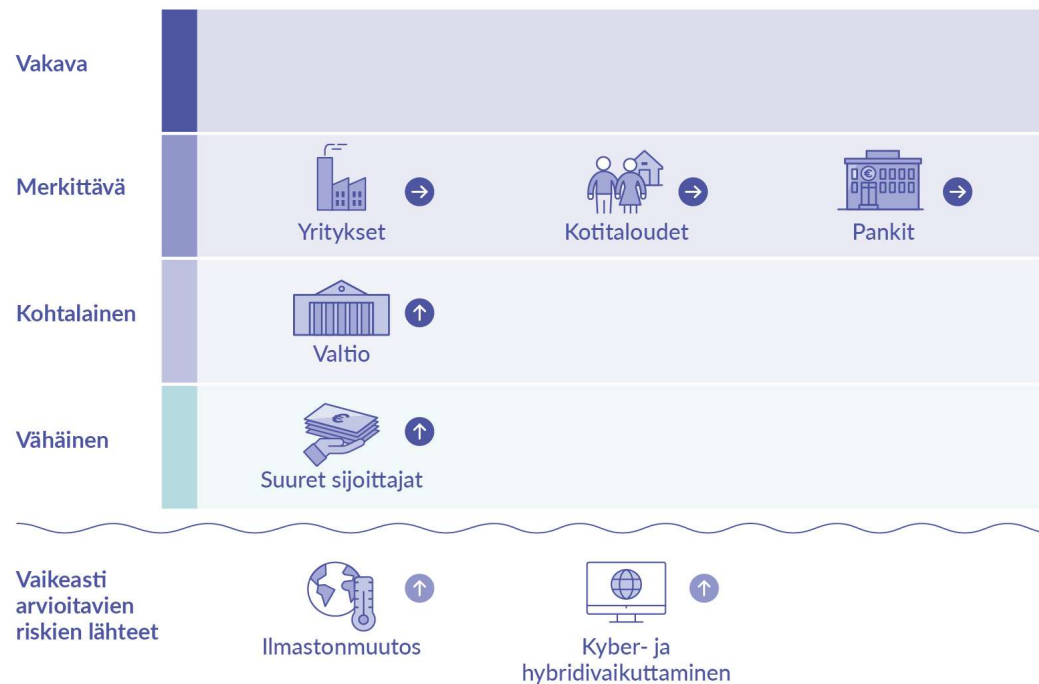 Vakava
Merkittävä
Yritykset
Kotitaloudet
€
Pankit
Kohtalainen
Valtio
Vähäinen
€
Suuret sijoittajat
Vaikeasti
arvioitavien
riskien lähteet
Ilmastonmuutos
Kyber- ja
hybridivaikuttaminen